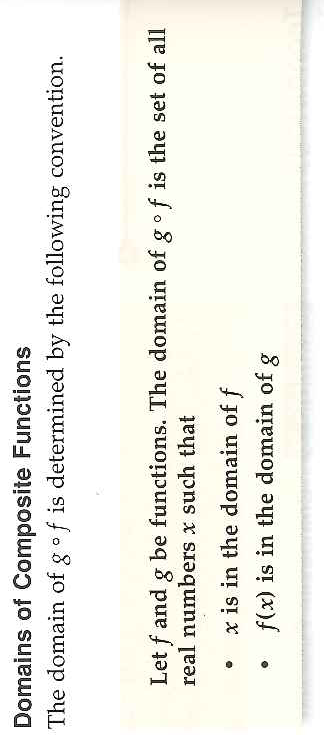 Domains of Composite Functions
The domain of g ∘ f is determined by the following convention.
Let f and g be functions. The domain of g ∘ f is the set of all
real numbers x such that
• x is in the domain of f
• f(x) is in the domain of g